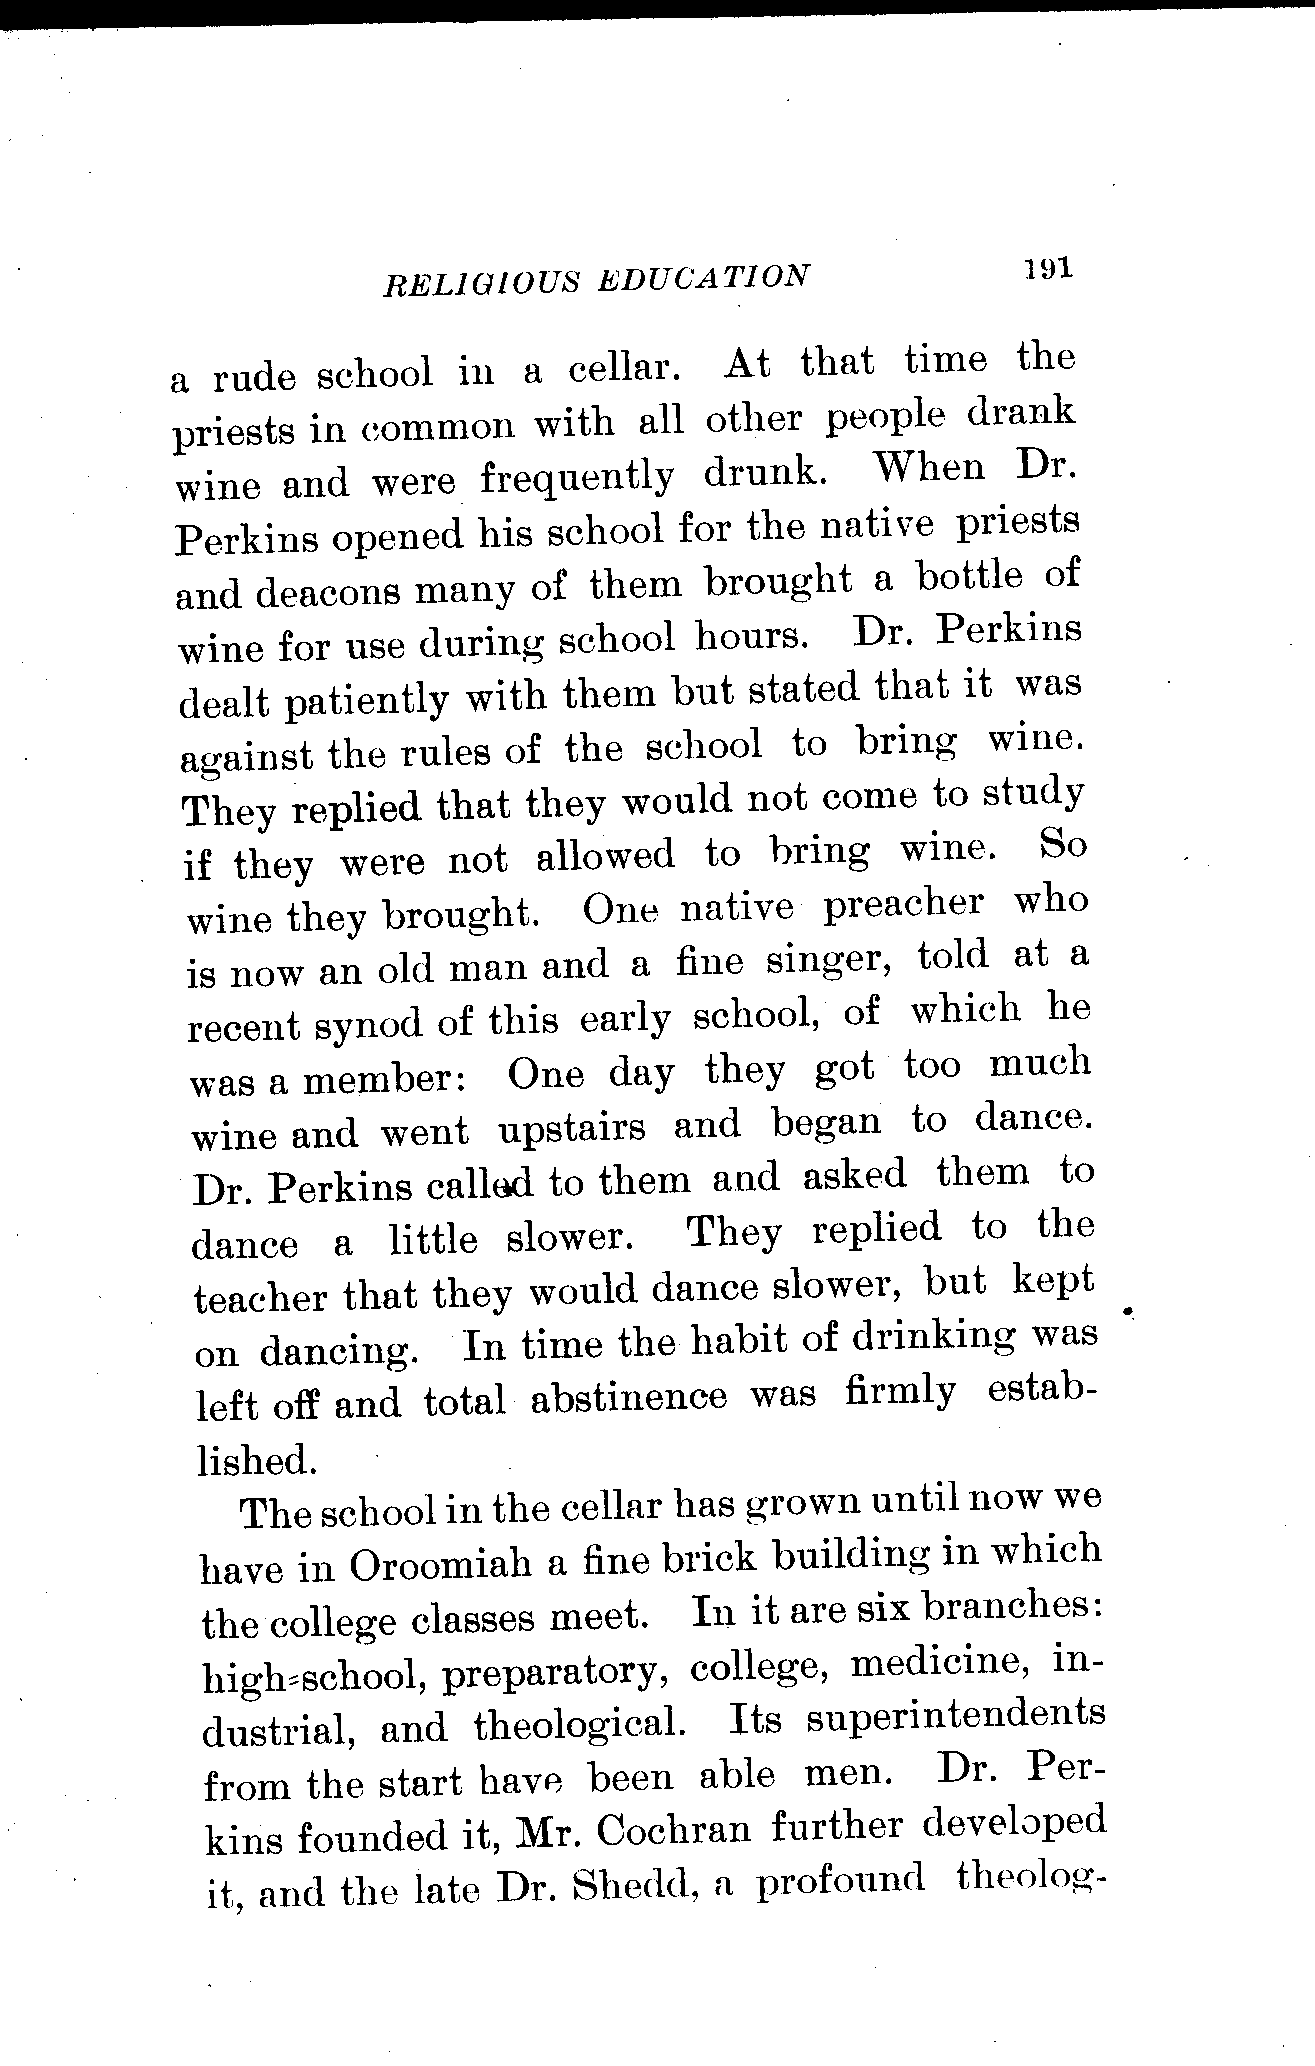 RELIGIOUS EDUCATION 191
a rude school in a cellar. At that time the
priests in common with all other people drank
wine and were frequently drunk. When Dr.
Perkins opened his school for the native priests
and deacons many of them brought a bottle of
wine for use during school hours. Dr. Perkins
dealt patiently with them but stated that it was
against the rules of the school to bring wine.
They replied that they would not come to study
if they were not allowed to bring wine. So
wine they brought. One native preacher who
is now an old man and a fine singer, told at a
recent synod of this early school, of which he
was a member: One day they got too much
wine and went upstairs and began to dance.
Dr. Perkins called to them and asked them to
dance a little slower. They replied to the
teacher that they would dance slower, but kept
on dancing. In time the habit of drinking was
left off and total abstinence was firmly estab-
lished.
The school in the cellar has grown until now we
have in Oroomiah a fine brick building in which
the college classes meet. In it are six branches:
high-school, preparatory, college, medicine, in-
dustrial, and theological. Its superintendents
from the start have been able men. Dr. Per-
kins founded it, Mr. Cochran further developed
it, and the late Dr. Shedd, a profound theolog-